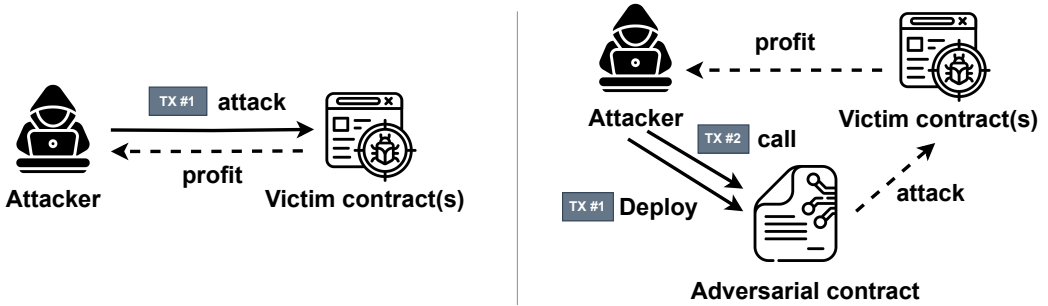 TX #1 attack
profit
Attacker
Victim contract(s)
profit
Attacker
Victim contract(s)
TX #2 call
TX #1 Deploy
attack
Adversarial contract